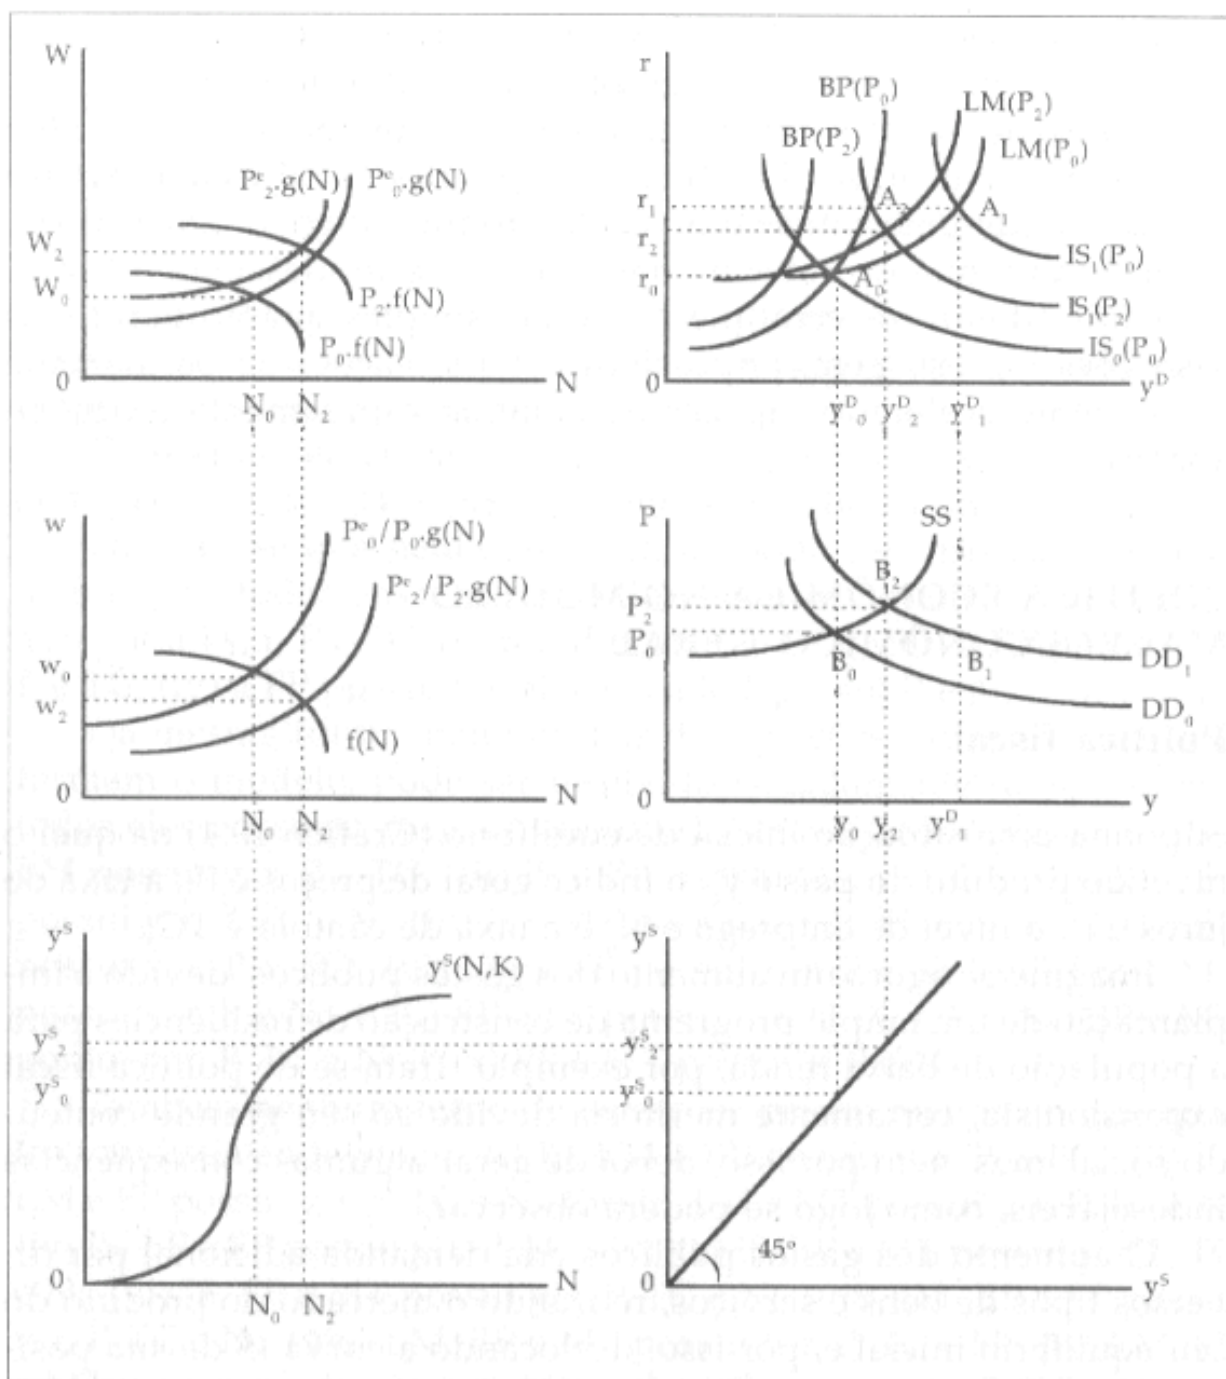 W
P^e_2.g(N)
P^e_0.g(N)
W_2
W_0
P_2.f(N)
P_0.f(N)
0
N_0
N_2
N
r
BP(P_0)
LM(P_2)
BP(P_2)
LM(P_0)
r_1
A_2
A_1
r_2
IS_1(P_0)
r_0
A_0
IS_1(P_2)
IS_0(P_0)
0
y^D_0
y^D_2
y^D_1
y^D
w
P^e_0/P_0.g(N)
P^e_2/P_2.g(N)
w_0
w_2
f(N)
0
N_0
N_2
N
P
SS
B_2
P_2
P_0
B_0
B_1
DD_1
DD_0
0
y_0
y_2
y^D_1
y
y^S
y^S(N,K)
y^S_2
y^S_0
0
N_0
N_2
N
y^S
y^S_2
y^S_0
45º
0
y^S